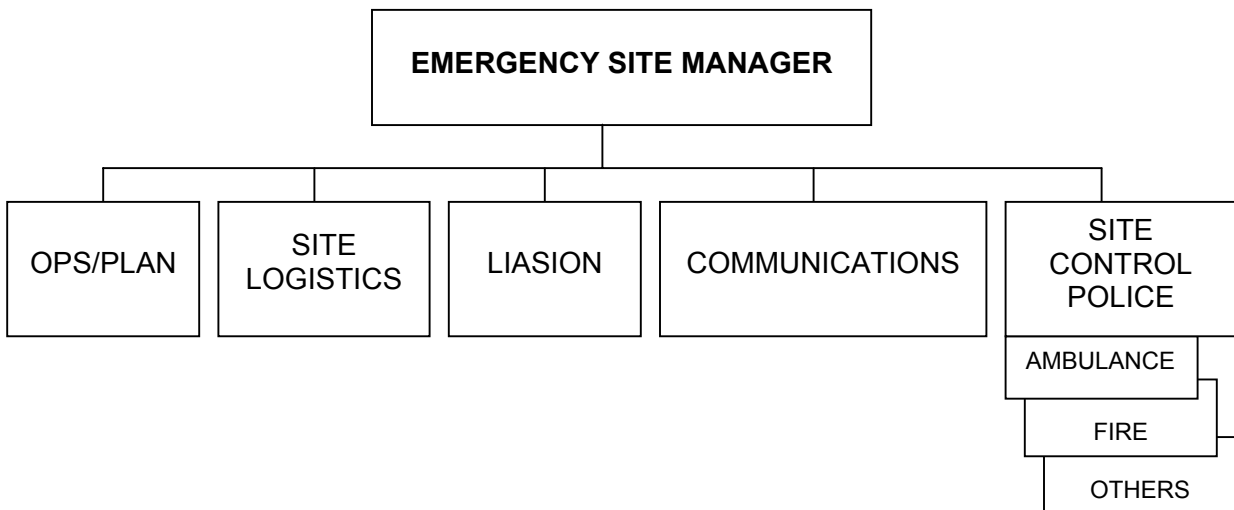 EMERGENCY SITE MANAGER
OPS/PLAN
SITE
LOGISTICS
LIASION
COMMUNICATIONS
SITE
CONTROL
POLICE
AMBULANCE
FIRE
OTHERS